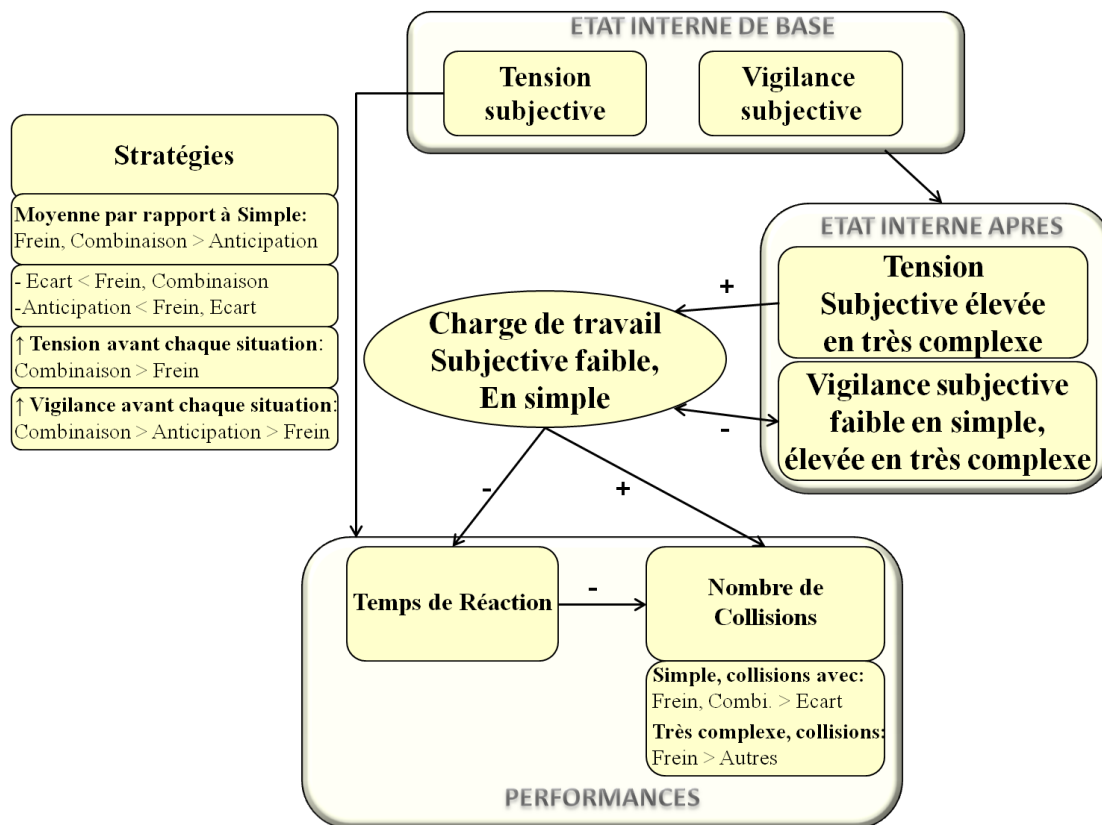 ETAT INTERNE DE BASE
Tension
subjective
Vigilance
subjective
Stratégies
Moyenne par rapport à Simple:
Frein, Combinaison > Anticipation
- Ecart < Frein, Combinaison
-Anticipation < Frein, Ecart
↑ Tension avant chaque situation:
Combinaison > Frein
↑ Vigilance avant chaque situation:
Combinaison > Anticipation > Frein
ETAT INTERNE APRES
Tension
Subjective élevée
en très complexe
Vigilance subjective
faible en simple,
élevée en très complexe
+
-
Charge de travail
Subjective faible,
En simple
-
+
Temps de Réaction
-
Nombre de
Collisions
Simple, collisions avec:
Frein, Combi. > Ecart
Très complexe, collisions:
Frein > Autres
PERFORMANCES